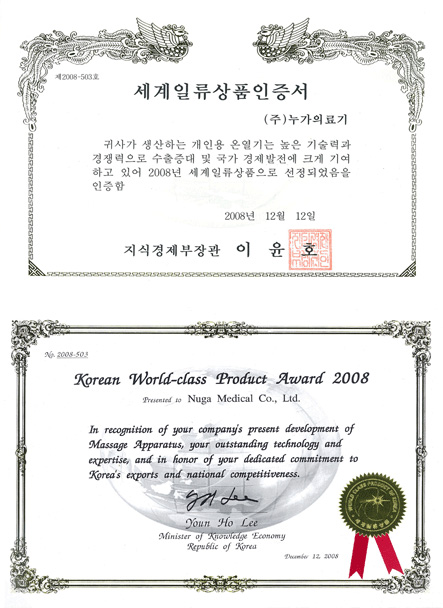 제2008-503호
세계일류상품인증서
(주)누가의료기
귀사가 생산하는 개인용 온열기는 높은 기술력과
경쟁력으로 수출증대 및 국가 경제발전에 크게 기여
하고 있어 2008년 세계일류상품으로 선정되었음을
인증함
2008년 12월 12일
지식경제부장관 이 윤 호
No. 2008-503
Korean World-class Product Award 2008
Presented to Nuga Medical Co., Ltd.
In recognition of your company's present development of
Massage Apparatus, your outstanding technology and
expertise, and in honor of your dedicated commitment to
Korea's exports and national competitiveness.
Youn Ho Lee
Minister of Knowledge Economy
Republic of Korea
December 12, 2008